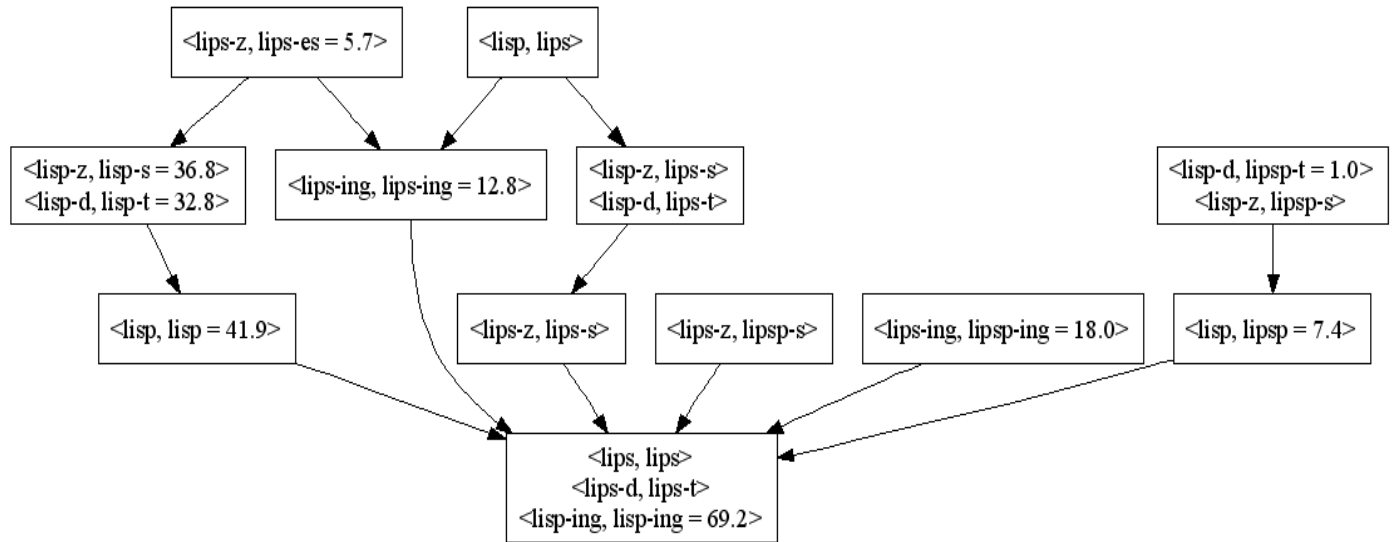 <lips-z, lips-es = 5.7>
<lisp, lips>
<lisp-z, lisp-s = 36.8>
<lisp-d, lisp-t = 32.8>
<lips-ing, lips-ing = 12.8>
<lisp-z, lips-s>
<lisp-d, lips-t>
<lisp-d, lipsp-t = 1.0>
<lisp-z, lipsp-s>
<lisp, lisp = 41.9>
<lips-z, lips-s>
<lips-z, lipsp-s>
<lips-ing, lipsp-ing = 18.0>
<lisp, lipsp = 7.4>
<lips, lips>
<lips-d, lips-t>
<lisp-ing, lisp-ing = 69.2>